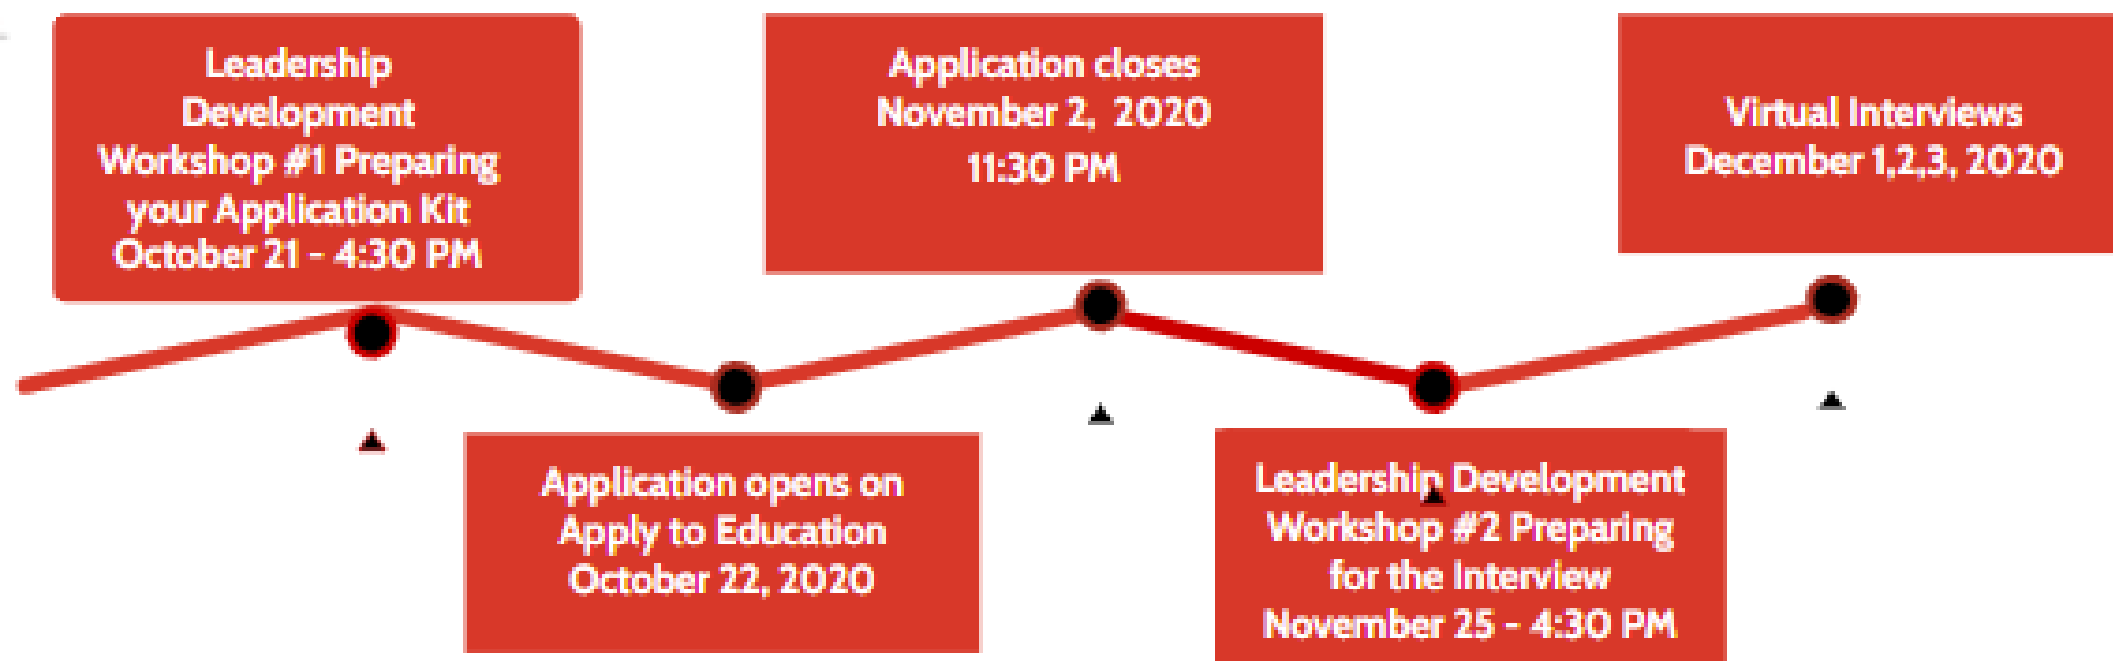 Leadership
Development
Workshop #1 Preparing
your Application Kit
October 21 - 4:30 PM
Application opens on
Apply to Education
October 22, 2020
Application closes
November 2, 2020
11:30 PM
Leadership Development
Workshop #2 Preparing
for the Interview
November 25 - 4:30 PM
Virtual Interviews
December 1,2,3, 2020